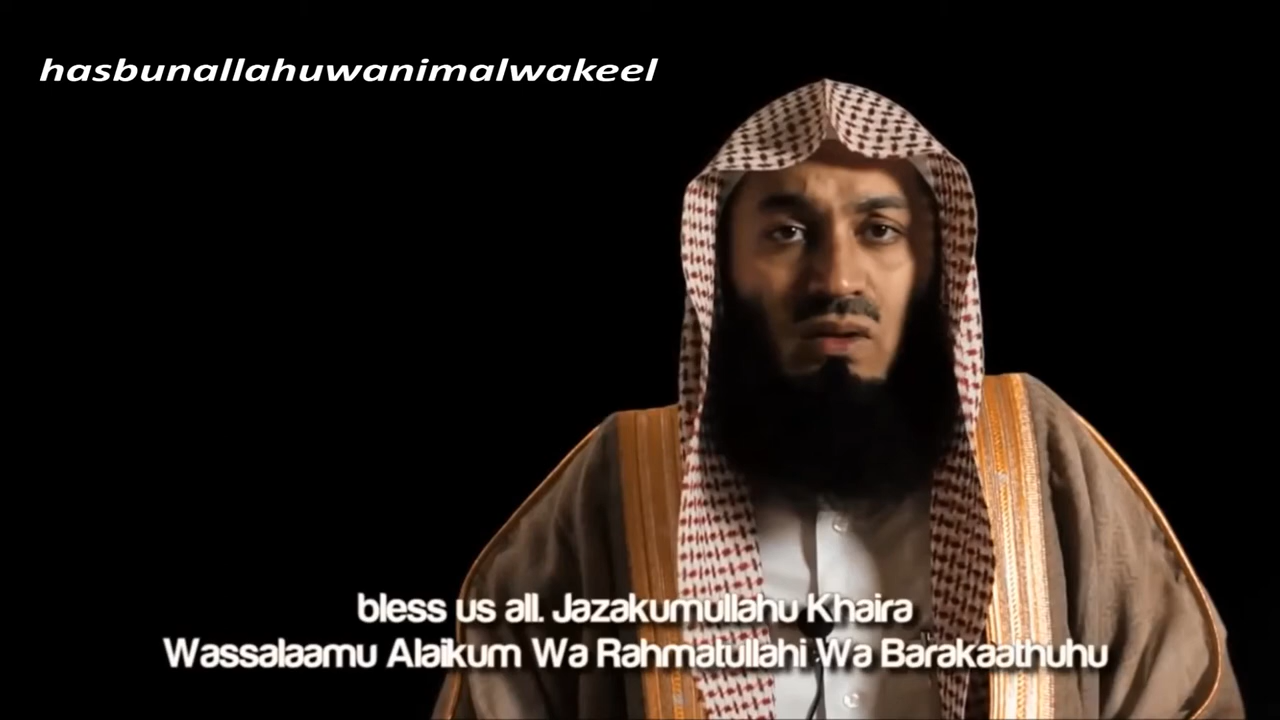 hasbunallahuwanimalwakeel
bless us all. Jazakumullahu Khaira
Wassalaamu Alaikum Wa Rahmatullahi Wa Barakaathuhu